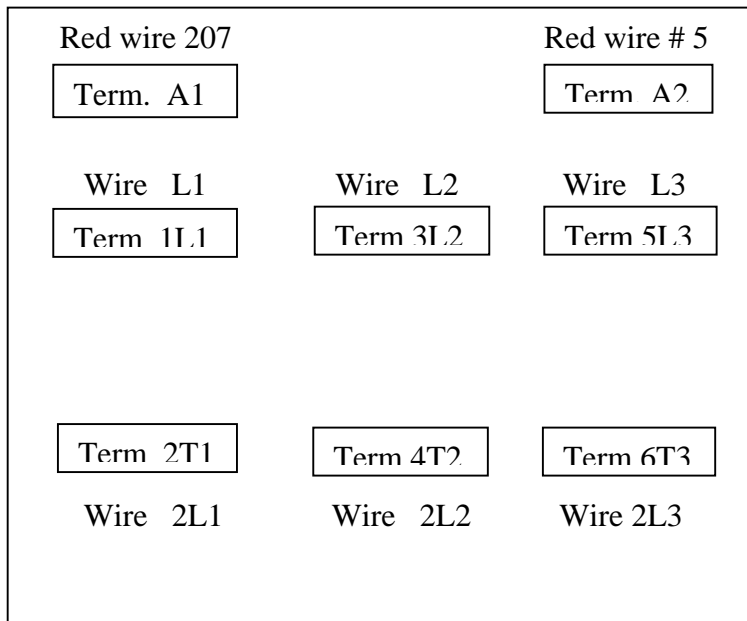 Red wire 207 Red wire # 5
Term. A1 Term. A2
Wire L1 Wire L2 Wire L3
Term 1L1 Term 3L2 Term 5L3
Term 2T1 Term 4T2 Term 6T3
Wire 2L1 Wire 2L2 Wire 2L3